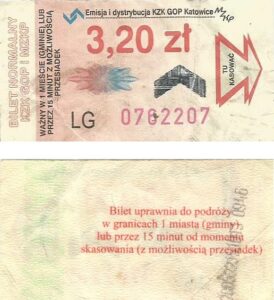 Emisja i dystrybucja KZK GOP Katowice
BILET NORMALNY
KZK GOP i MZKP
WAŻNY W 1 MIEŚCIE (GMINIE) LUB
PRZEZ 15 MINUT Z MOŻLIWOŚCIĄ
PRZESIADEK
3,20 zł
TU
KASOWAĆ
LG 0762207
Bilet uprawnia do podróży
w granicach 1 miasta (gminy)
lub przez 15 minut od momentu
skasowania (z możliwością przesiadek)